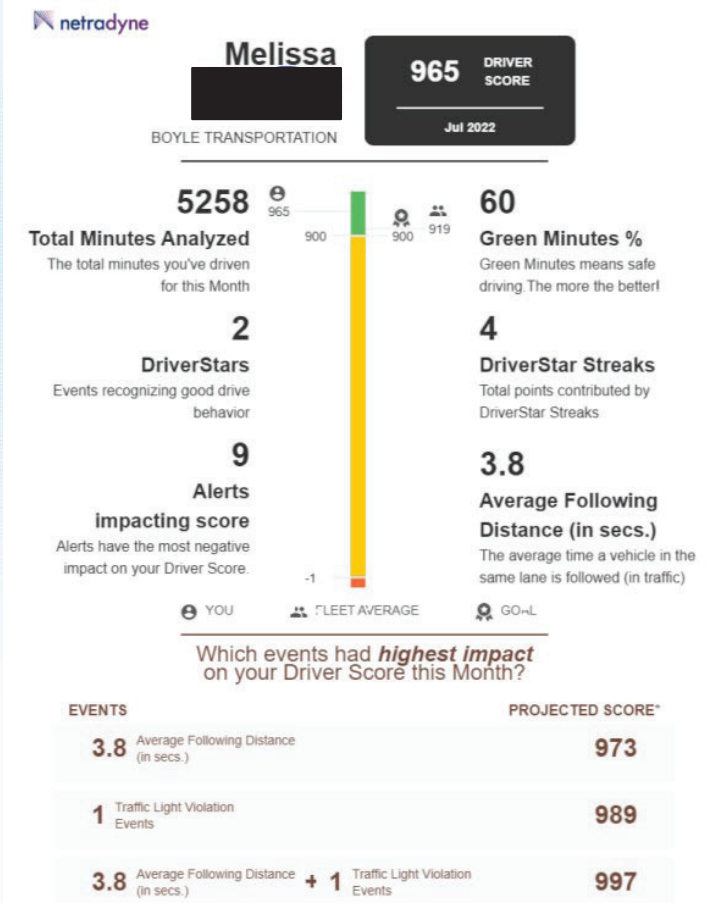 netradyne
Melissa
BOYLE TRANSPORTATION
965 DRIVER
SCORE
Jul 2022
5258
Total Minutes Analyzed
The total minutes you've driven
for this Month
2
DriverStars
Events recognizing good drive
behavior
9
Alerts
impacting score
Alerts have the most negative
impact on your Driver Score.
965
900
900
919
-1
60
Green Minutes %
Green Minutes means safe
driving.The more the better!
4
DriverStar Streaks
Total points contributed by
DriverStar Streaks
3.8
Average Following
Distance (in secs.)
The average time a vehicle in the
same lane is followed (in traffic)
YOU FLEET AVERAGE GOAL
Which events had highest impact
on your Driver Score this Month?
EVENTS PROJECTED SCORE*
3.8 Average Following Distance
(in secs.) 973
1 Traffic Light Violation
Events 989
3.8 Average Following Distance
(in secs.) + 1 Traffic Light Violation
Events 997